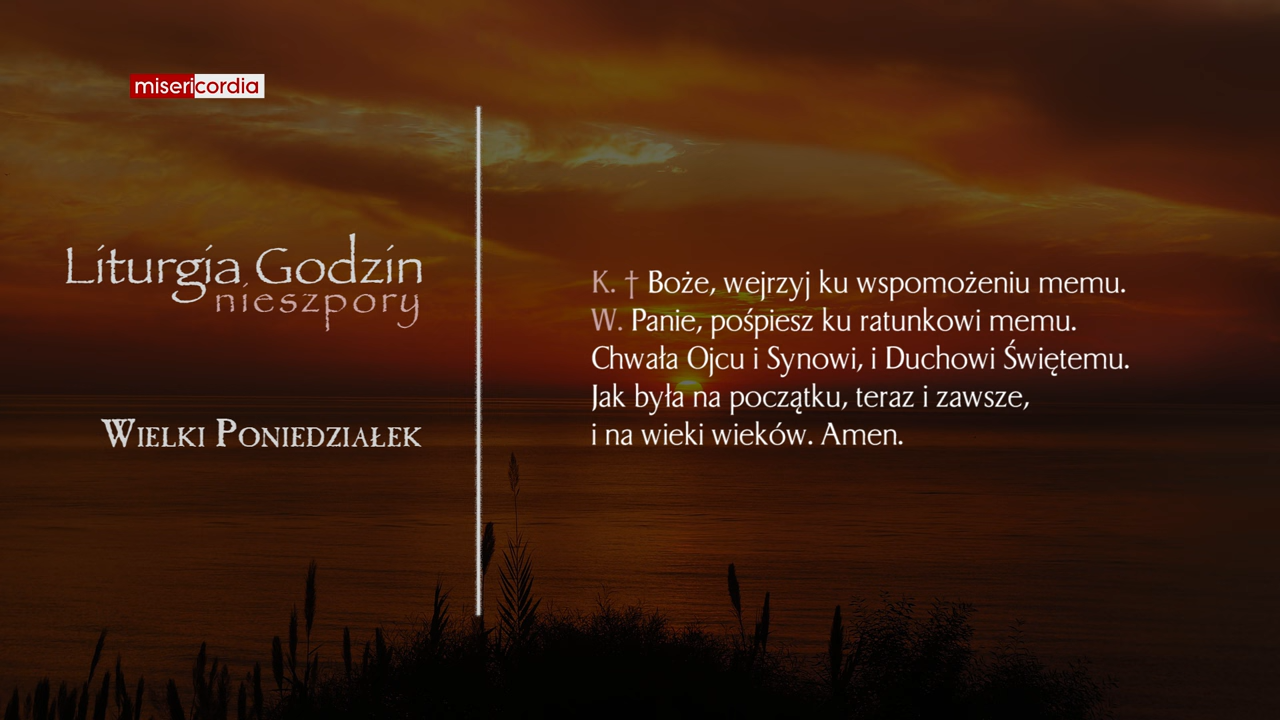 misericordia
Liturgia Godzin
nieszpory
Wielki Poniedziałek
K. † Boże, wejrzyj ku wspomożeniu memu.
W. Panie, pośpiesz ku ratunkowi memu.
Chwała Ojcu i Synowi, i Duchowi Świętemu.
Jak była na początku, teraz i zawsze,
i na wieki wieków. Amen.